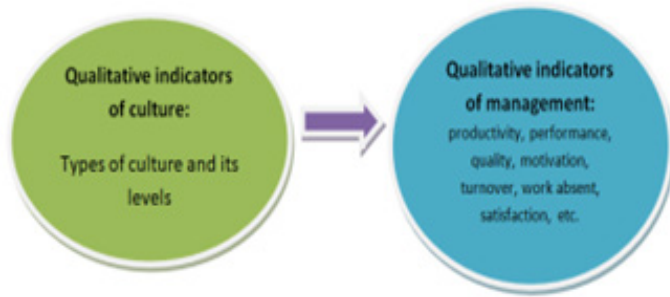 Qualitative indicators
of culture:
Types of culture and its
levels
Qualitative indicators
of management:
productivity, performance,
quality, motivation,
turnover, work absent,
satisfaction, etc.